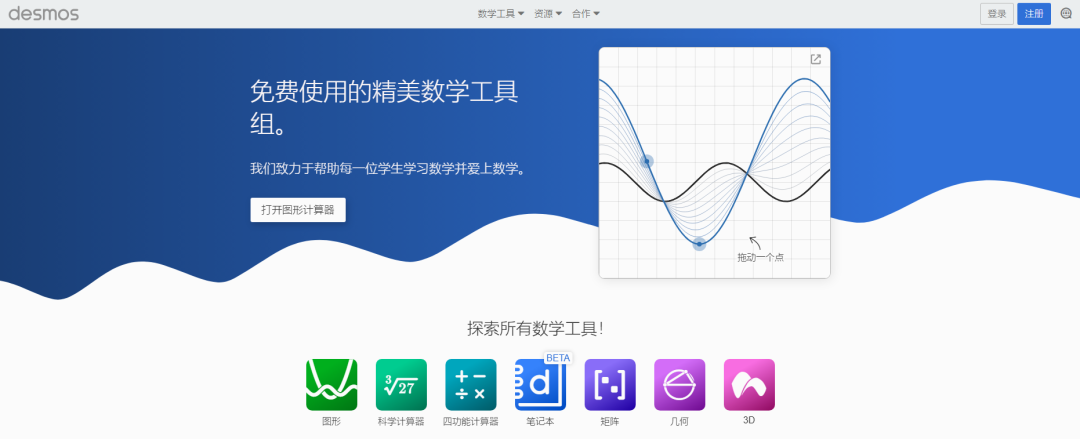 desmos
数学工具 资源 合作
登录 注册
免费使用的精美数学工具
组。
我们致力于帮助每一位学生学习数学并爱上数学。
打开图形计算器
拖动一个点
探索所有数学工具！
BETA
∛27
+ − ÷ ×
d
图形 科学计算器 四功能计算器 笔记本 矩阵 几何 3D